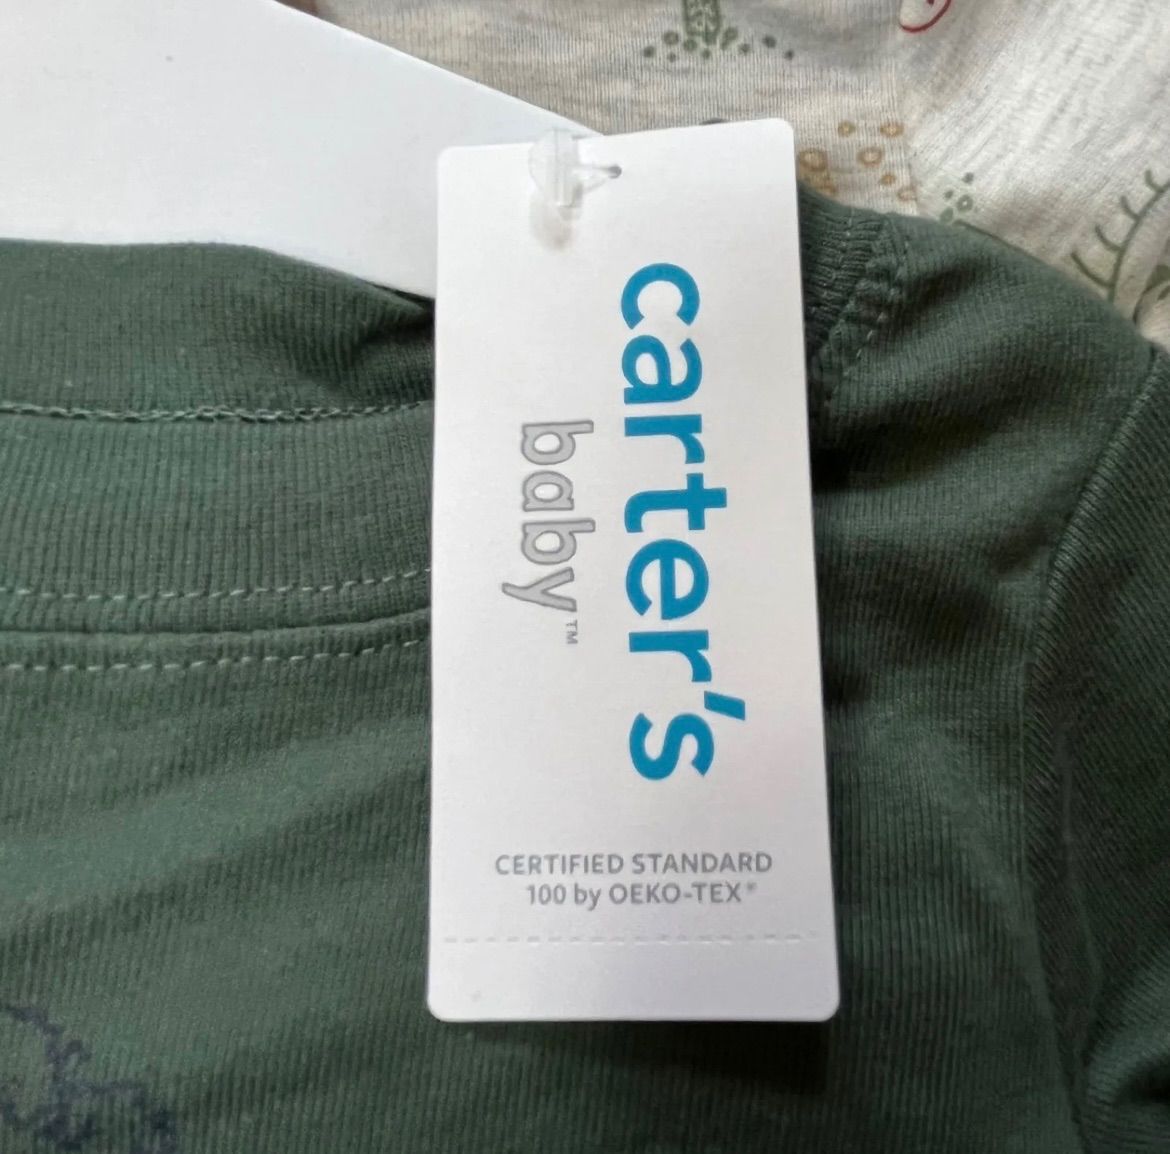 carter's
baby™
CERTIFIED STANDARD
100 by OEKO-TEX®